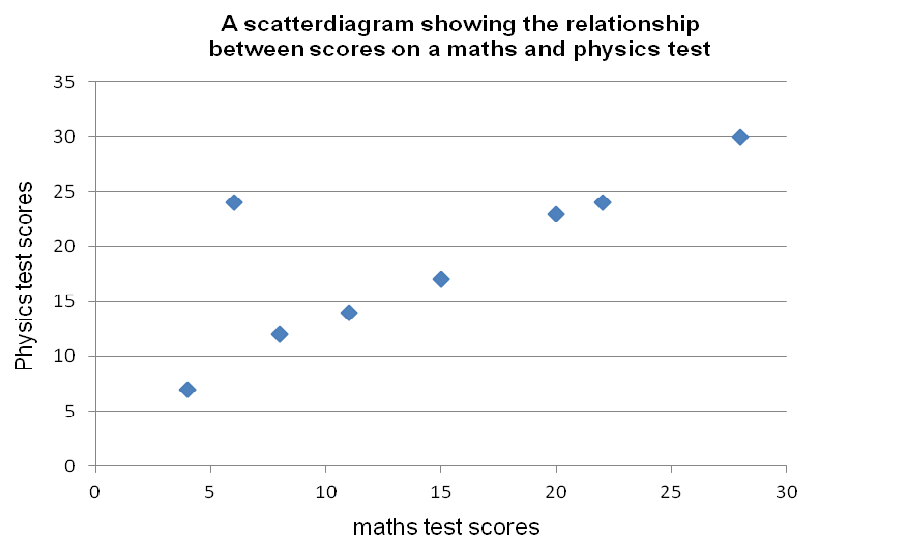 A scatterdiagram showing the relationship
between scores on a maths and physics test
35
30
25
20
15
10
5
0
Physics test scores
0 5 10 15 20 25 30
maths test scores